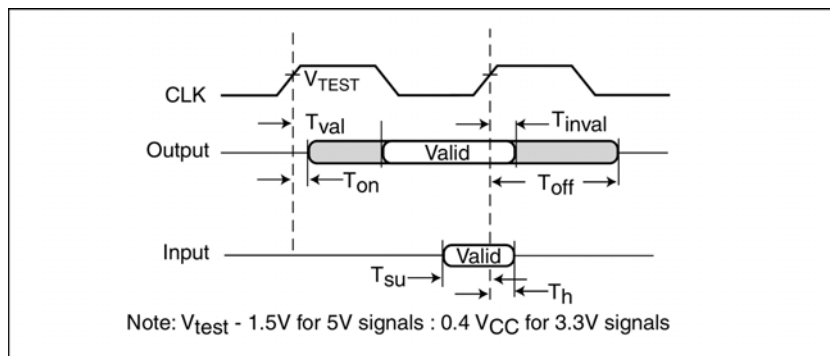 VTEST
CLK
Tval
Tinval
Output
Valid
Ton
Toff
Input
Valid
Tsu
Th
Note: Vtest - 1.5V for 5V signals : 0.4 VCC for 3.3V signals